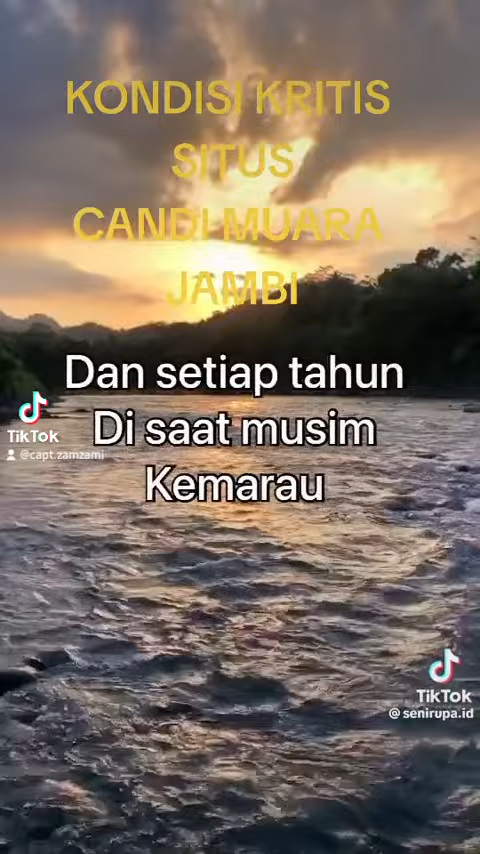 KONDISI KRITIS
SITUS
CANDI MUARA
JAMBI
Dan setiap tahun
Di saat musim
Kemarau
TikTok
@capt.zamzami
TikTok
@senirupa.id